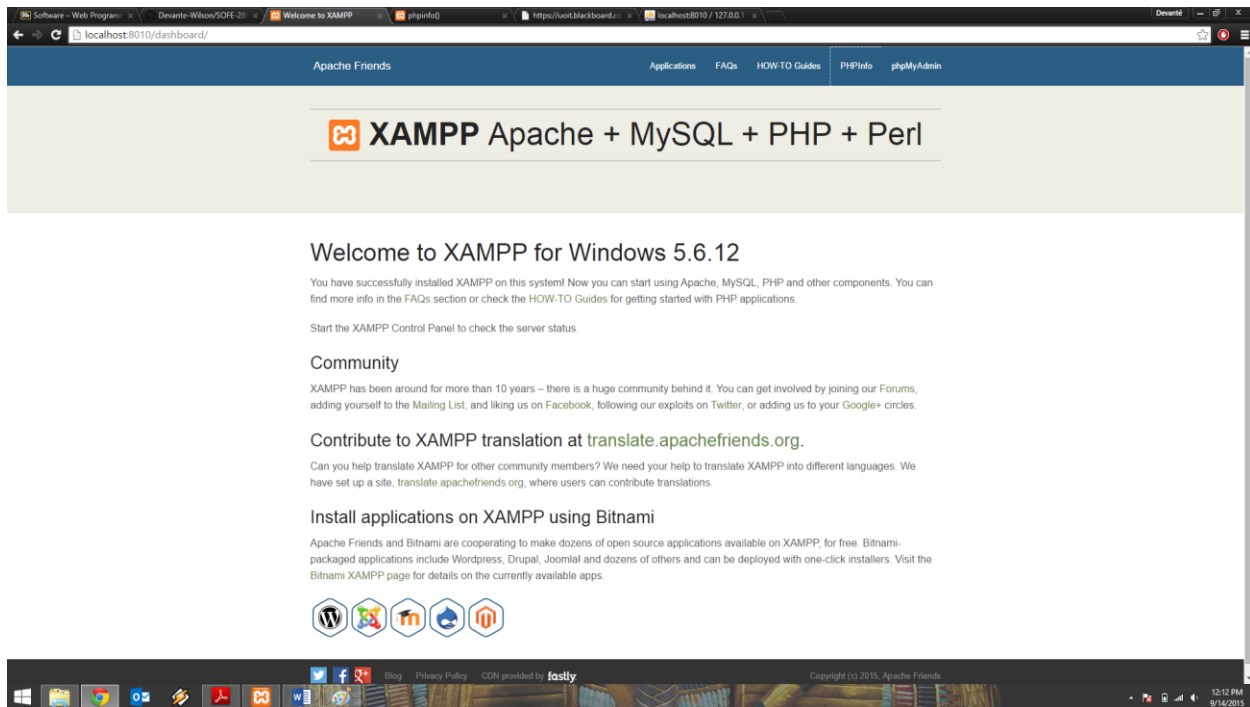 Software – Web Program
Devante-Wilson/SOFE-28
Welcome to XAMPP
phpinfo()
https://uoit.blackboard.co
localhost:8010 / 127.0.0.1
Devanté
localhost:8010/dashboard/
Apache Friends
Applications
FAQs
HOW-TO Guides
PHPInfo
phpMyAdmin
XAMPP Apache + MySQL + PHP + Perl
Welcome to XAMPP for Windows 5.6.12
You have successfully installed XAMPP on this system! Now you can start using Apache, MySQL, PHP and other components. You can
find more info in the FAQs section or check the HOW-TO Guides for getting started with PHP applications.
Start the XAMPP Control Panel to check the server status.
Community
XAMPP has been around for more than 10 years – there is a huge community behind it. You can get involved by joining our Forums,
adding yourself to the Mailing List, and liking us on Facebook, following our exploits on Twitter, or adding us to your Google+ circles.
Contribute to XAMPP translation at translate.apachefriends.org.
Can you help translate XAMPP for other community members? We need your help to translate XAMPP into different languages. We
have set up a site, translate.apachefriends.org, where users can contribute translations.
Install applications on XAMPP using Bitnami
Apache Friends and Bitnami are cooperating to make dozens of open source applications available on XAMPP, for free. Bitnami-
packaged applications include Wordpress, Drupal, Joomla! and dozens of others and can be deployed with one-click installers. Visit the
Bitnami XAMPP page for details on the currently available apps.
Blog
Privacy Policy
CDN provided by fastly
Copyright (c) 2015, Apache Friends
12:12 PM
9/14/2015